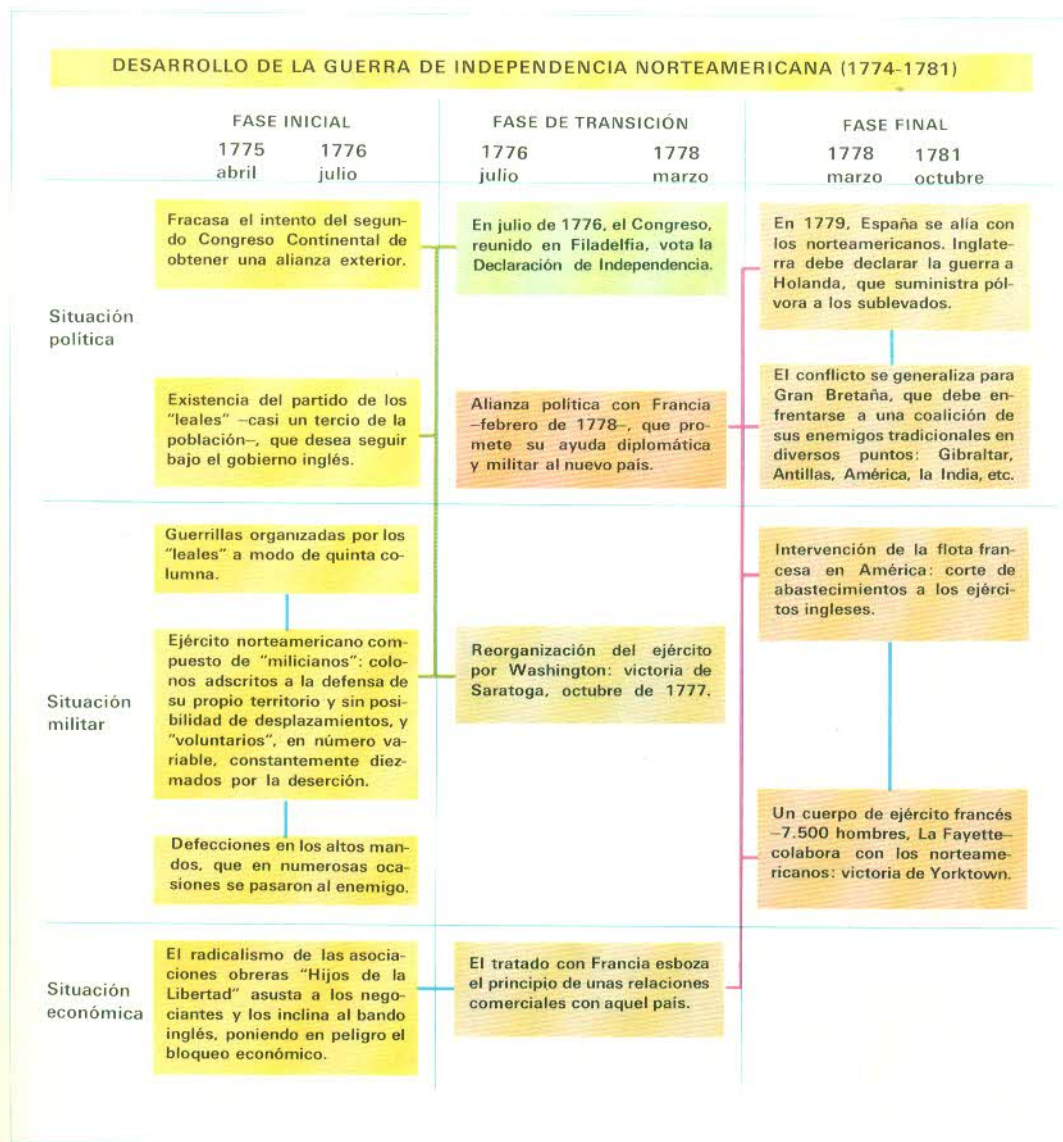 DESARROLLO DE LA GUERRA DE INDEPENDENCIA NORTEAMERICANA (1774-1781)
FASE INICIAL
1775 1776
abril julio
FASE DE TRANSICIÓN
1776 1778
julio marzo
FASE FINAL
1778 1781
marzo octubre
Situación
política
Fracasa el intento del segun-
do Congreso Continental de
obtener una alianza exterior.
En julio de 1776, el Congreso,
reunido en Filadelfia, vota la
Declaración de Independencia.
En 1779, España se alía con
los norteamericanos. Inglate-
rra debe declarar la guerra a
Holanda, que suministra pól-
vora a los sublevados.
Existencia del partido de los
"leales" –casi un tercio de la
población–, que desea seguir
bajo el gobierno inglés.
Alianza política con Francia
–febrero de 1778–, que pro-
mete su ayuda diplomática
y militar al nuevo país.
El conflicto se generaliza para
Gran Bretaña, que debe en-
frentarse a una coalición de
sus enemigos tradicionales en
diversos puntos: Gibraltar,
Antillas, América, la India, etc.
Situación
militar
Guerrillas organizadas por los
"leales" a modo de quinta co-
lumna.
Intervención de la flota fran-
cesa en América: corte de
abastecimientos a los ejérci-
tos ingleses.
Ejército norteamericano com-
puesto de "milicianos": colo-
nos adscritos a la defensa de
su propio territorio y sin posi-
bilidad de desplazamientos, y
"voluntarios", en número va-
riable, constantemente diez-
mados por la deserción.
Reorganización del ejército
por Washington: victoria de
Saratoga, octubre de 1777.
Defecciones en los altos man-
dos, que en numerosas oca-
siones se pasaron al enemigo.
Un cuerpo de ejército francés
–7.500 hombres, La Fayette–
colabora con los norteame-
ricanos: victoria de Yorktown.
Situación
económica
El radicalismo de las asocia-
ciones obreras "Hijos de la
Libertad" asusta a los nego-
ciantes y los inclina al bando
inglés, poniendo en peligro el
bloqueo económico.
El tratado con Francia esboza
el principio de unas relaciones
comerciales con aquel país.